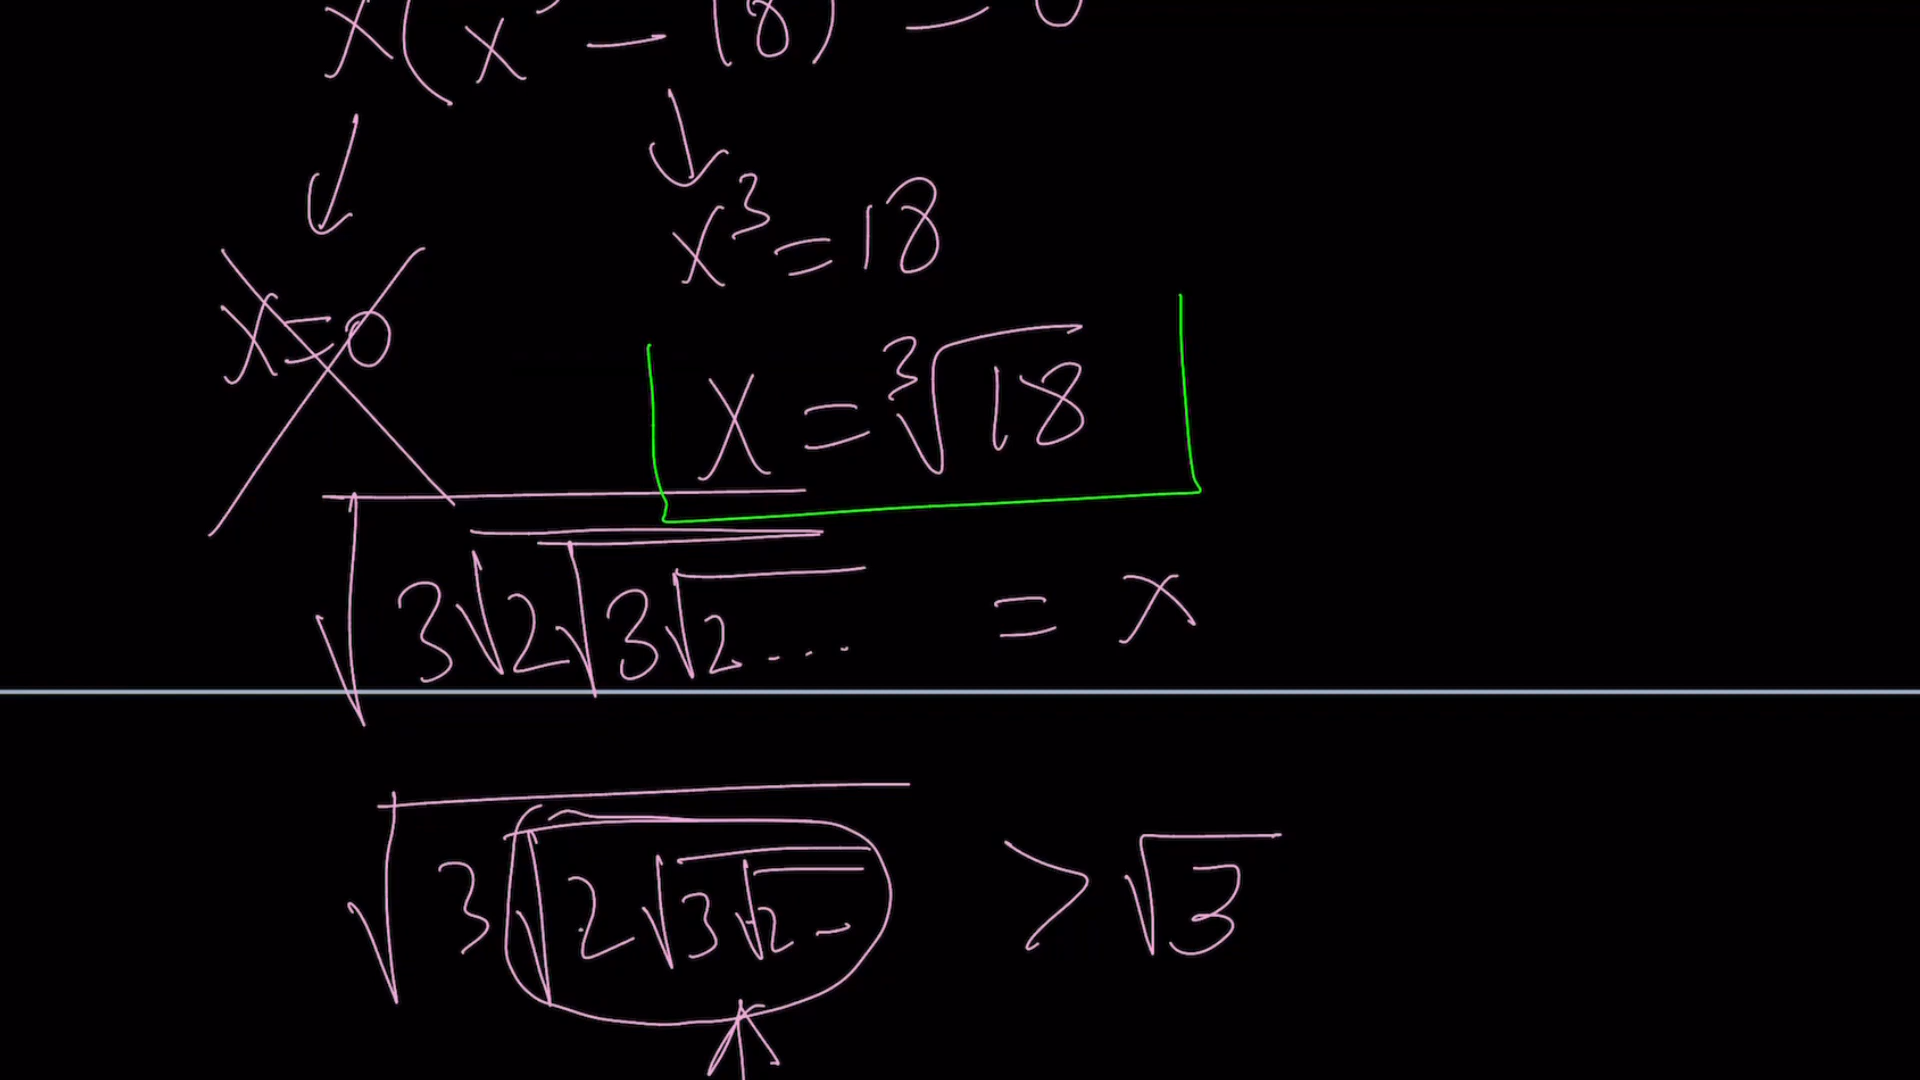 x(x³ − 18) = 0
x³ = 18
x = 0
x = ∛18
√(3√(2√(3√(2.... = x
√(3√(2√(3√(2... > √3